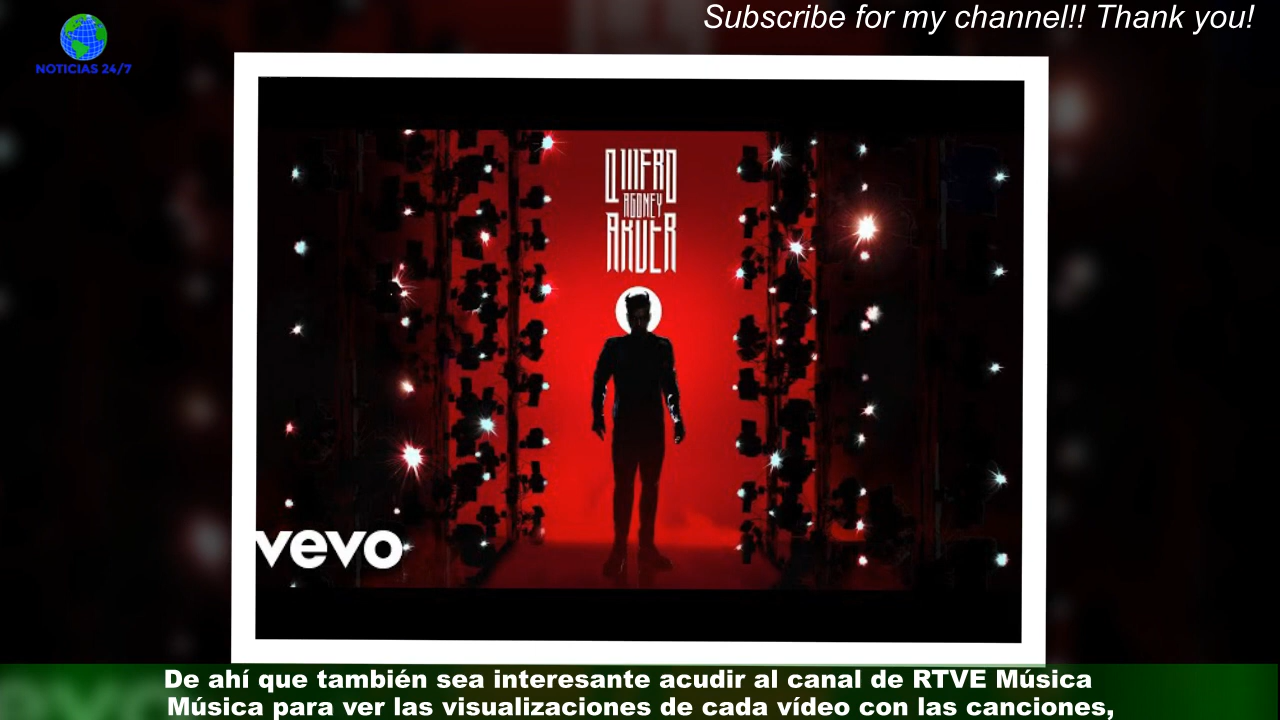 Subscribe for my channel!! Thank you!
NOTICIAS 24/7
QUIERO
AGONEY
ARDER
vevo
De ahí que también sea interesante acudir al canal de RTVE Música
Música para ver las visualizaciones de cada vídeo con las canciones,